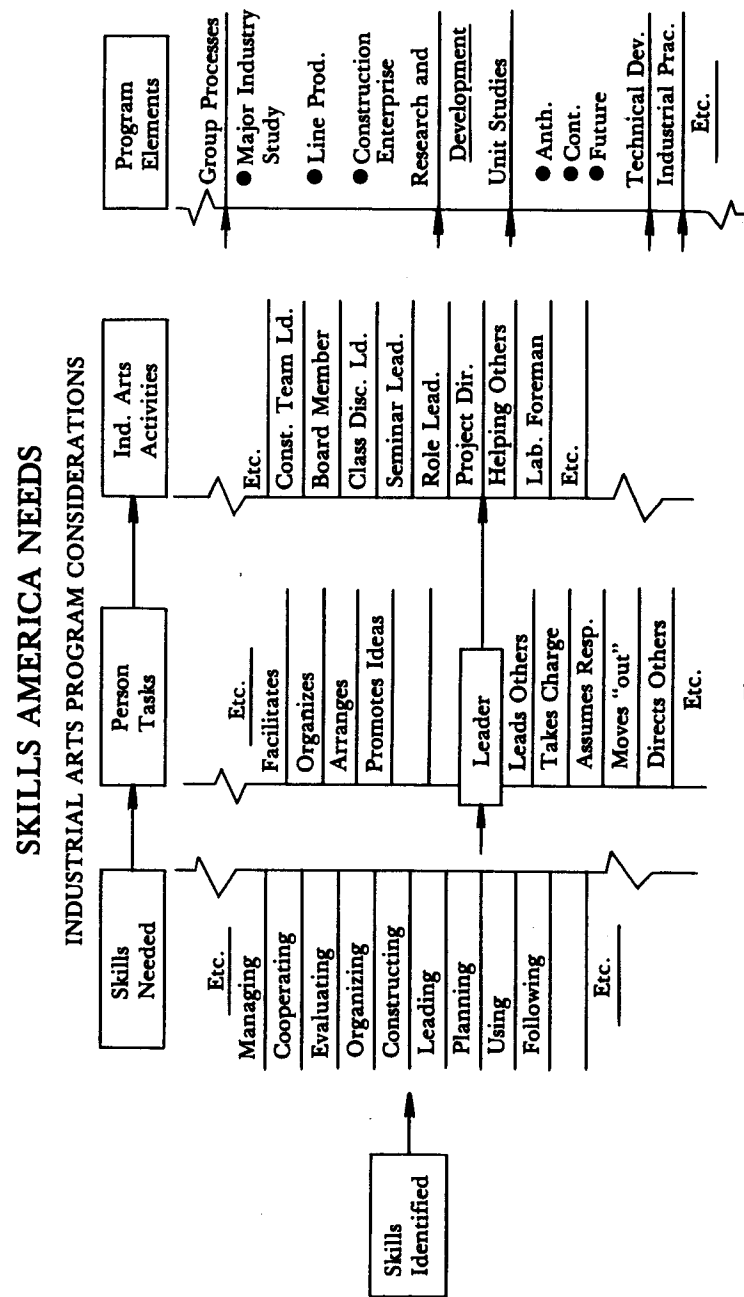 SKILLS AMERICA NEEDS
INDUSTRIAL ARTS PROGRAM CONSIDERATIONS
Skills
Identified
Skills
Needed
Etc.
Managing
Cooperating
Evaluating
Organizing
Constructing
Leading
Planning
Using
Following
Etc.
Person
Tasks
Etc.
Facilitates
Organizes
Arranges
Promotes Ideas
Leader
Leads Others
Takes Charge
Assumes Resp.
Moves “out”
Directs Others
Etc.
Ind. Arts
Activities
Etc.
Const. Team Ld.
Board Member
Class Disc. Ld.
Seminar Lead.
Role Lead.
Project Dir.
Helping Others
Lab. Foreman
Etc.
Program
Elements
Group Processes
● Major Industry
Study
● Line Prod.
● Construction
Enterprise
Research and
Development
Unit Studies
● Anth.
● Cont.
● Future
Technical Dev.
Industrial Prac.
Etc.